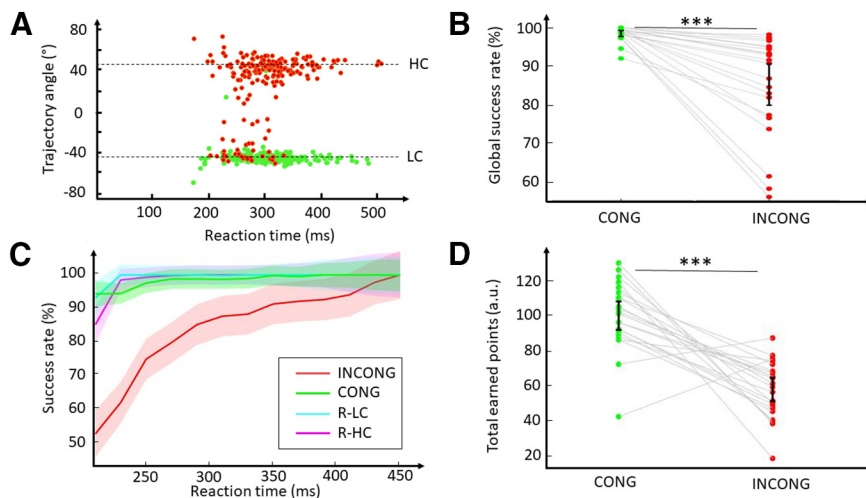 A
Trajectory angle (°)
80
40
0
-40
-80
HC
LC
100 200 300 400 500
Reaction time (ms)
B
Global success rate (%)
100
90
80
70
60
***
CONG INCONG
C
Success rate (%)
100
90
80
70
60
50
INCONG
CONG
R-LC
R-HC
250 300 350 400 450
Reaction time (ms)
D
Total earned points (a.u.)
120
100
80
60
40
20
***
CONG INCONG